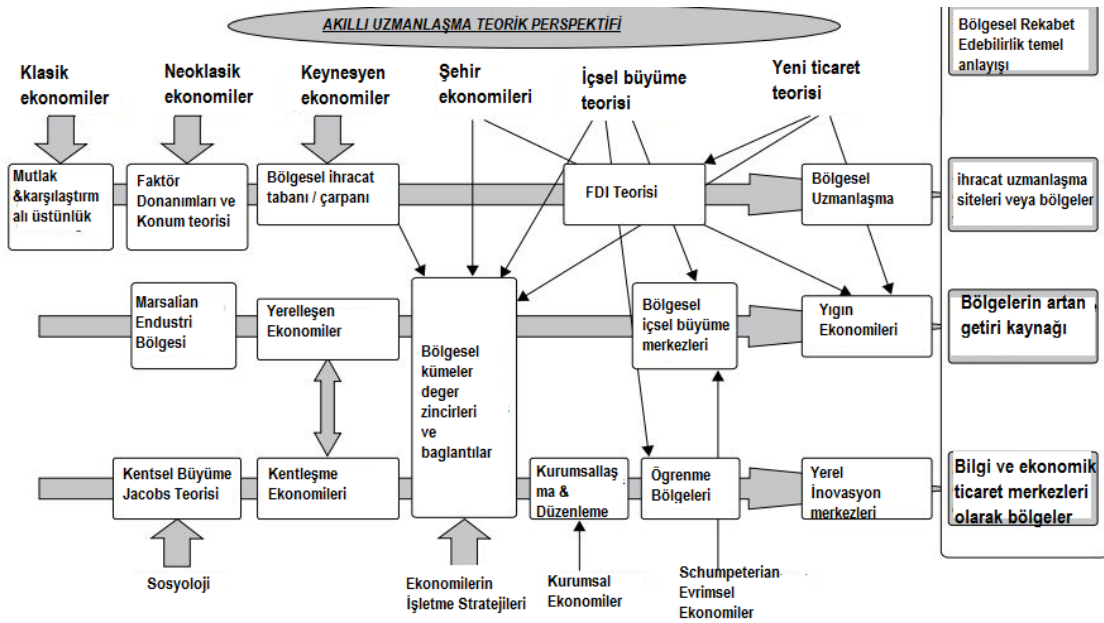 AKILLI UZMANLAŞMA TEORİK PERSPEKTİFİ
Bölgesel Rekabet
Edebilirlik temel
anlayışı
Klasik
ekonomiler
Neoklasik
ekonomiler
Keynesyen
ekonomiler
Şehir
ekonomileri
İçsel büyüme
teorisi
Yeni ticaret
teorisi
Mutlak
&karşılaştırm
alı üstünlük
Faktör
Donanımları ve
Konum teorisi
Bölgesel ihracat
tabanı / çarpanı
FDI Teorisi
Bölgesel
Uzmanlaşma
ihracat uzmanlaşma
siteleri veya bölgeler
Marsalian
Endustri
Bölgesi
Yerelleşen
Ekonomiler
Bölgesel
kümeler
deger
zincirleri
ve
baglantılar
Bölgesel
içsel büyüme
merkezleri
Yıgın
Ekonomileri
Bölgelerin artan
getiri kaynağı
Kentsel Büyüme
Jacobs Teorisi
Kentleşme
Ekonomileri
Kurumsallaş
ma &
Düzenleme
Ögrenme
Bölgeleri
Yerel
İnovasyon
merkezleri
Bilgi ve ekonomik
ticaret merkezleri
olarak bölgeler
Sosyoloji
Ekonomilerin
İşletme Stratejileri
Kurumsal
Ekonomiler
Schumpeterian
Evrimsel
Ekonomiler